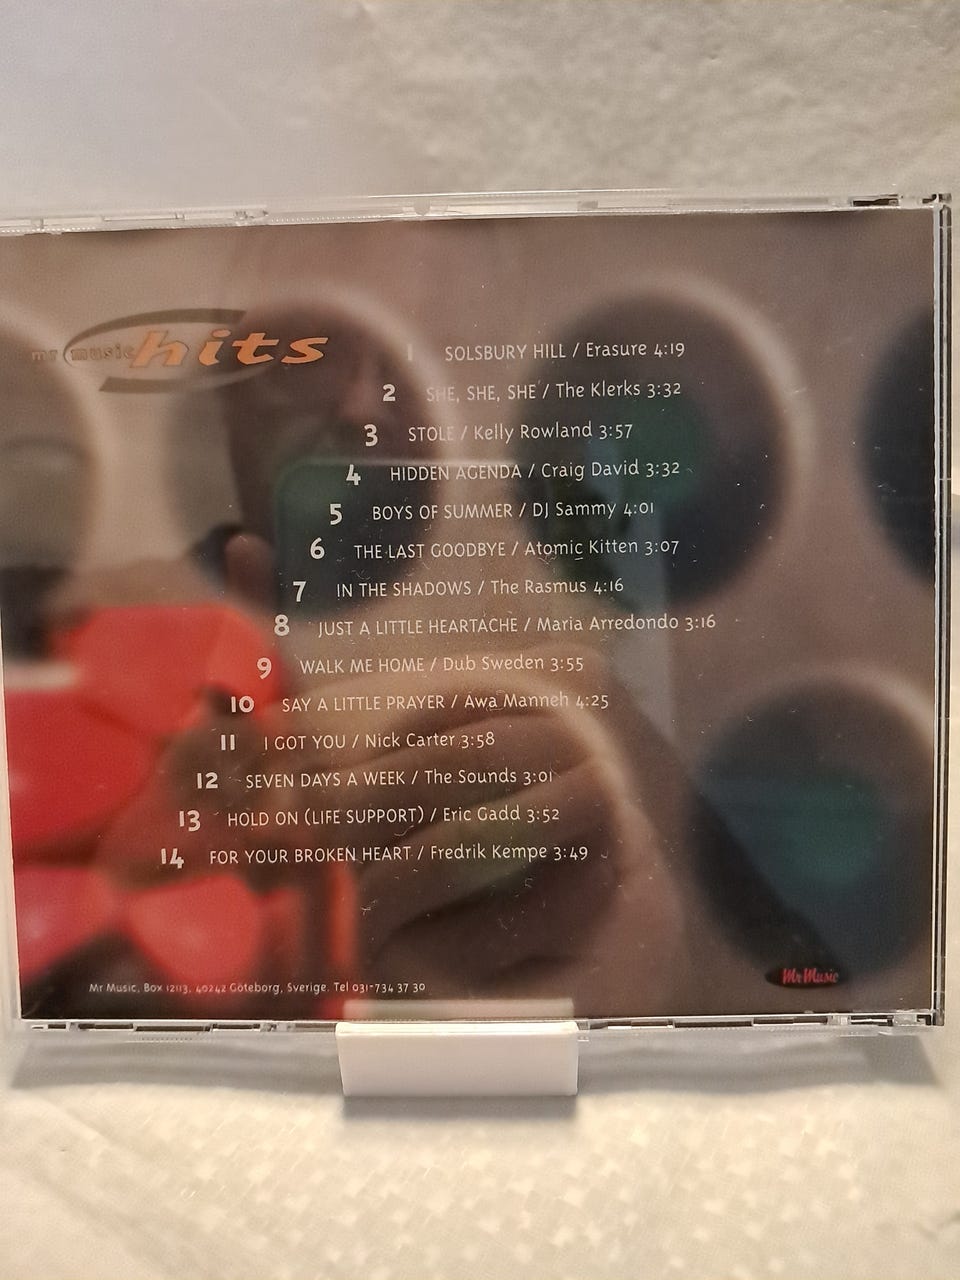 mr music hits
1 SOLSBURY HILL / Erasure 4:19
2 SHE, SHE, SHE / The Klerks 3:32
3 STOLE / Kelly Rowland 3:57
4 HIDDEN AGENDA / Craig David 3:32
5 BOYS OF SUMMER / DJ Sammy 4:01
6 THE LAST GOODBYE / Atomic Kitten 3:07
7 IN THE SHADOWS / The Rasmus 4:16
8 JUST A LITTLE HEARTACHE / Maria Arredondo 3:16
9 WALK ME HOME / Dub Sweden 3:55
10 SAY A LITTLE PRAYER / Awa Manneh 4:25
11 I GOT YOU / Nick Carter 3:58
12 SEVEN DAYS A WEEK / The Sounds 3:01
13 HOLD ON (LIFE SUPPORT) / Eric Gadd 3:52
14 FOR YOUR BROKEN HEART / Fredrik Kempe 3:49
Mr Music
Mr Music, Box 12113, 40242 Göteborg, Sverige. Tel 031-734 37 30